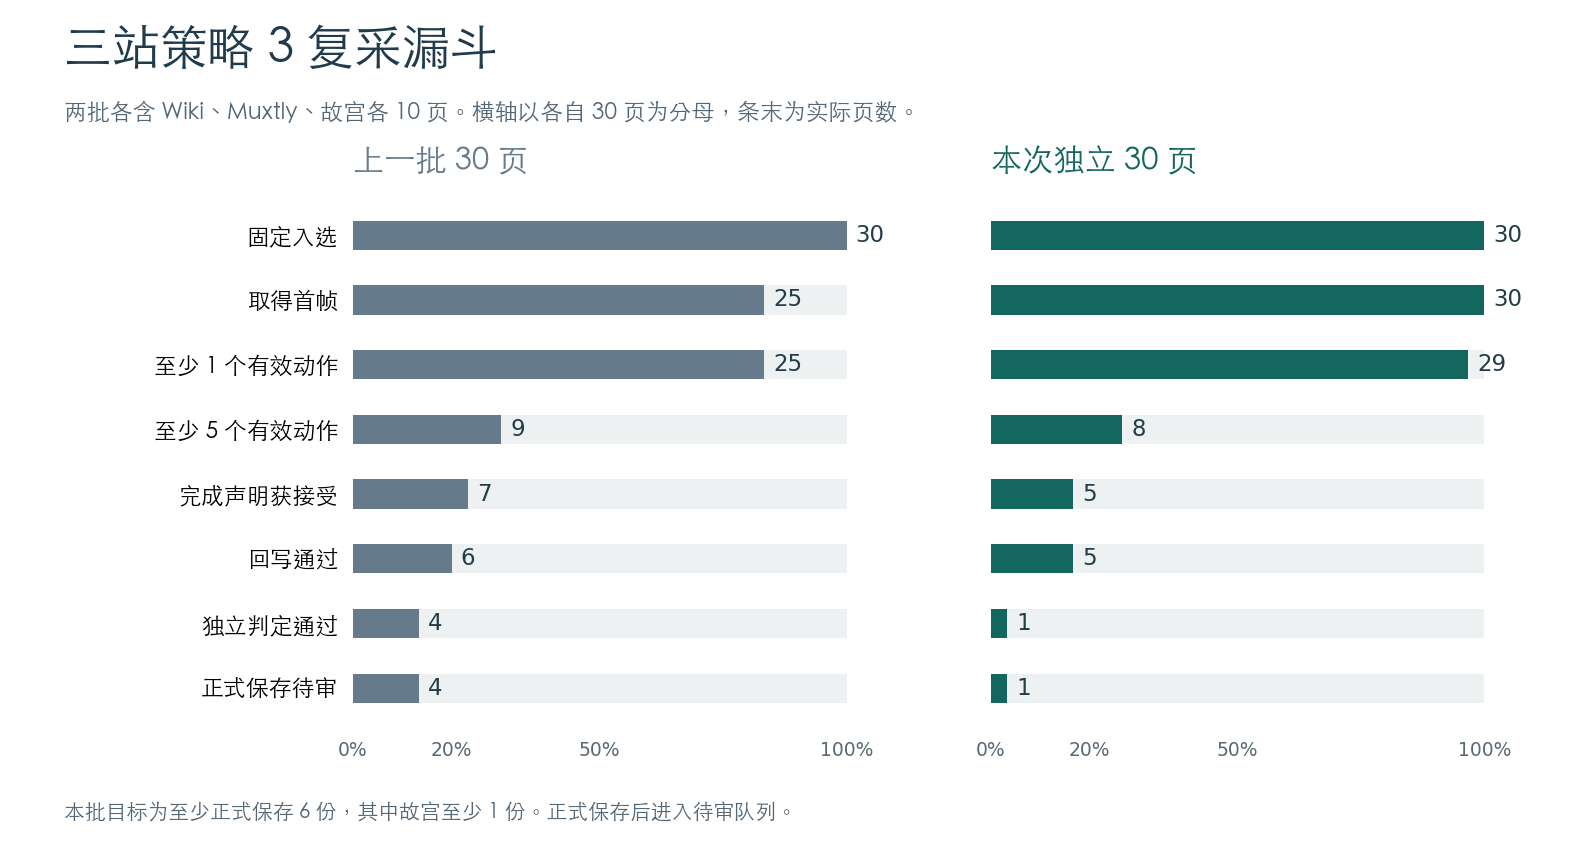 三站策略 3 复采漏斗
两批各含 Wiki、Muxtly、故宫各 10 页。横轴以各自 30 页为分母，条末为实际页数。
上一批 30 页
本次独立 30 页
固定入选 30 30
取得首帧 25 30
至少 1 个有效动作 25 29
至少 5 个有效动作 9 8
完成声明获接受 7 5
回写通过 6 5
独立判定通过 4 1
正式保存待审 4 1
0% 20% 50% 100% 0% 20% 50% 100%
本批目标为至少正式保存 6 份，其中故宫至少 1 份。正式保存后进入待审队列。